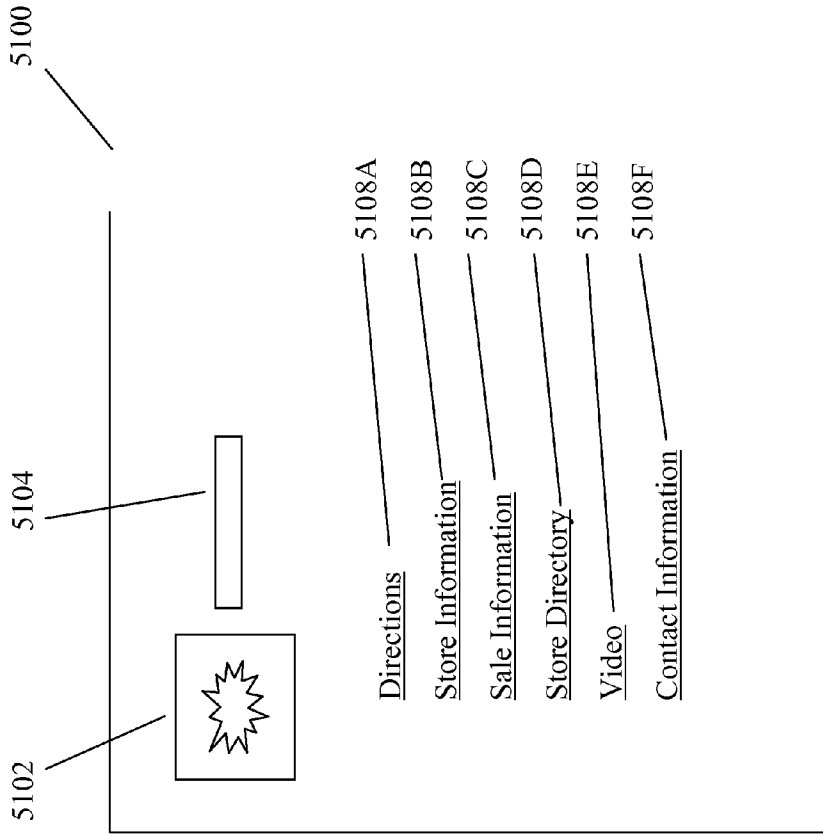 5100
5102
5104
Directions 5108A
Store Information 5108B
Sale Information 5108C
Store Directory 5108D
Video 5108E
Contact Information 5108F